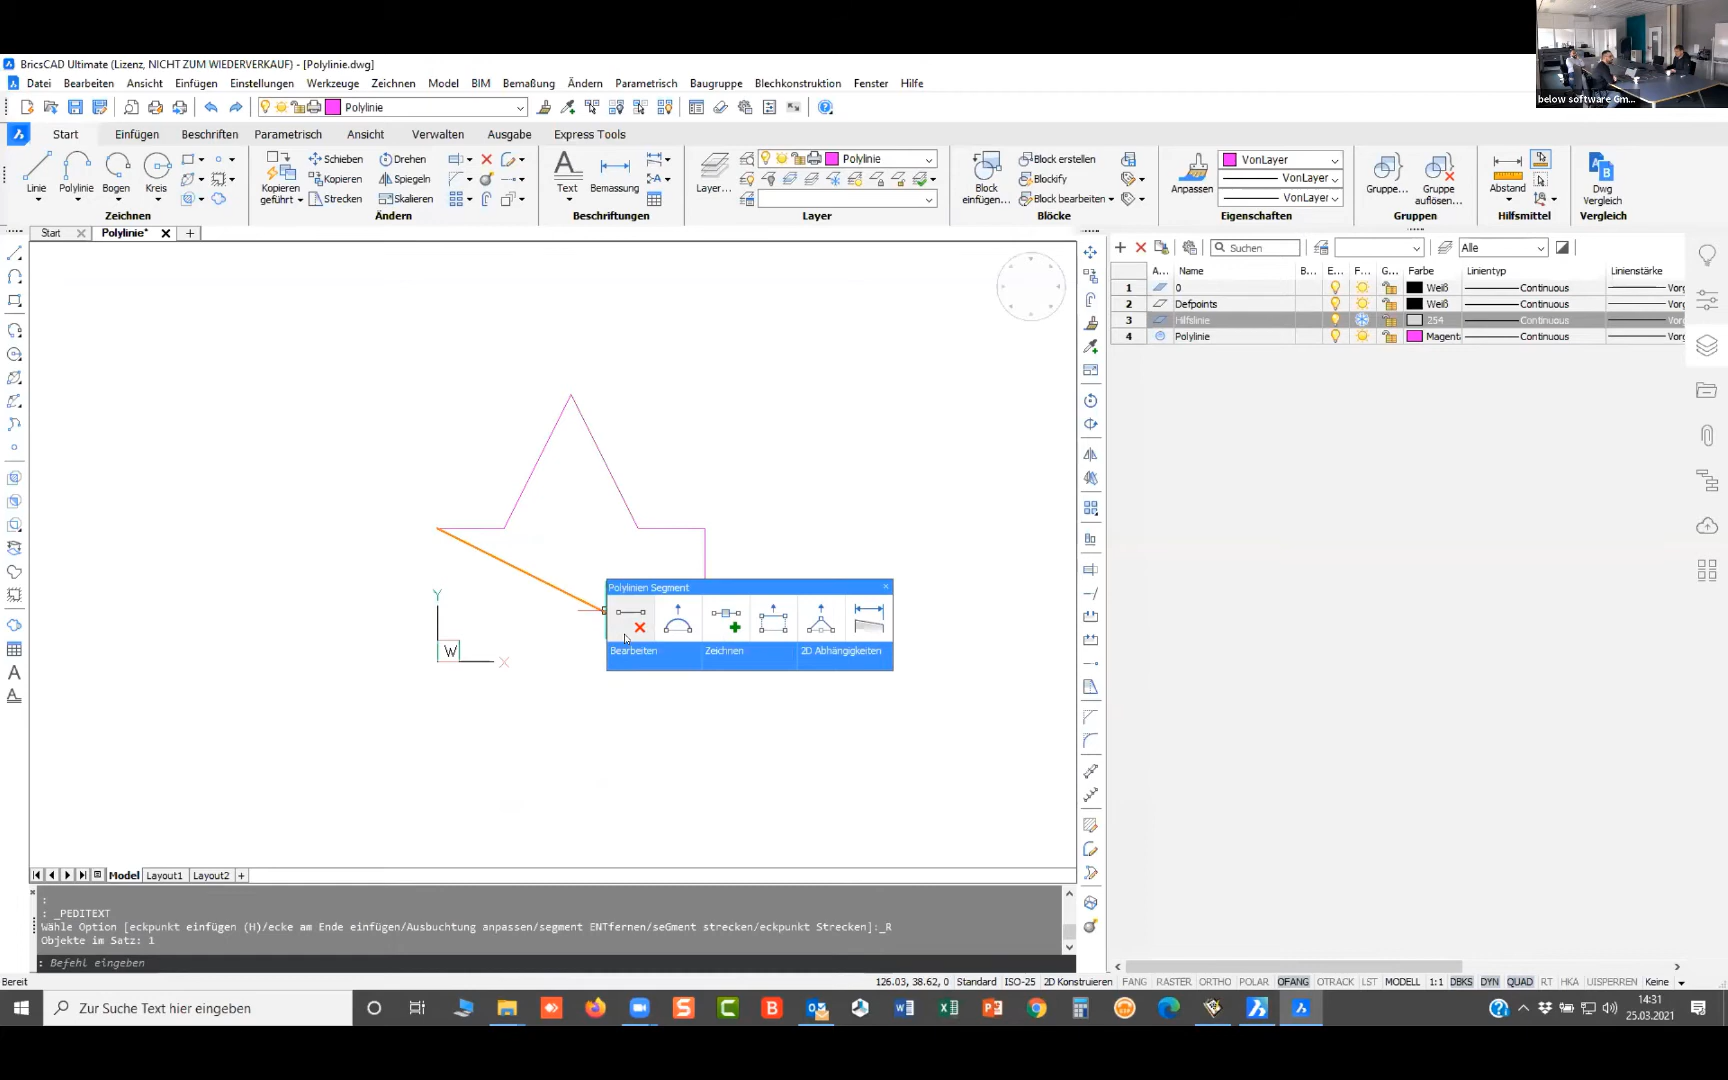 below software Gm...
BricsCAD Ultimate (Lizenz, NICHT ZUM WIEDERVERKAUF) - [Polylinie.dwg]
Datei Bearbeiten Ansicht Einfügen Einstellungen Werkzeuge Zeichnen Model BIM Bemaßung Ändern Parametrisch Baugruppe Blechkonstruktion Fenster Hilfe
Polylinie
Start Einfügen Beschriften Parametrisch Ansicht Verwalten Ausgabe Express Tools
Schieben Drehen Polylinie Block erstellen VonLayer
Kopieren Spiegeln Blockify VonLayer
Linie Polylinie Bogen Kreis Kopieren geführt Text Bemassung Layer... Block einfügen... Anpassen Gruppe... Gruppe auflösen... Abstand Dwg Vergleich
Strecken Skalieren Block bearbeiten VonLayer
Zeichnen Ändern Beschriftungen Layer Blöcke Eigenschaften Gruppen Hilfsmittel Vergleich
Start Polylinie*
Suchen Alle
A... Name B... E... F... G... Farbe Linientyp Linienstärke
1 0 Weiß Continuous Vorg
2 Defpoints Weiß Continuous Vorg
3 Hilfslinie 254 Continuous Vorg
4 Polylinie Magent Continuous Vorg
Polylinien Segment
Bearbeiten Zeichnen 2D Abhängigkeiten
Y
W
X
Model Layout1 Layout2
:
: _PEDITEXT
Wähle Option [eckpunkt einfügen (H)/ecke am Ende einfügen/Ausbuchtung anpassen/segment ENTfernen/seGment strecken/eckpunkt Strecken]:_R
Objekte im Satz: 1
: Befehl eingeben
Bereit 126.03, 38.62, 0 Standard ISO-25 2D Konstruieren FANG RASTER ORTHO POLAR OFANG OTRACK LST MODELL 1:1 DBKS DYN QUAD RT HKA UISPERREN Keine
Zur Suche Text hier eingeben
14:31
25.03.2021